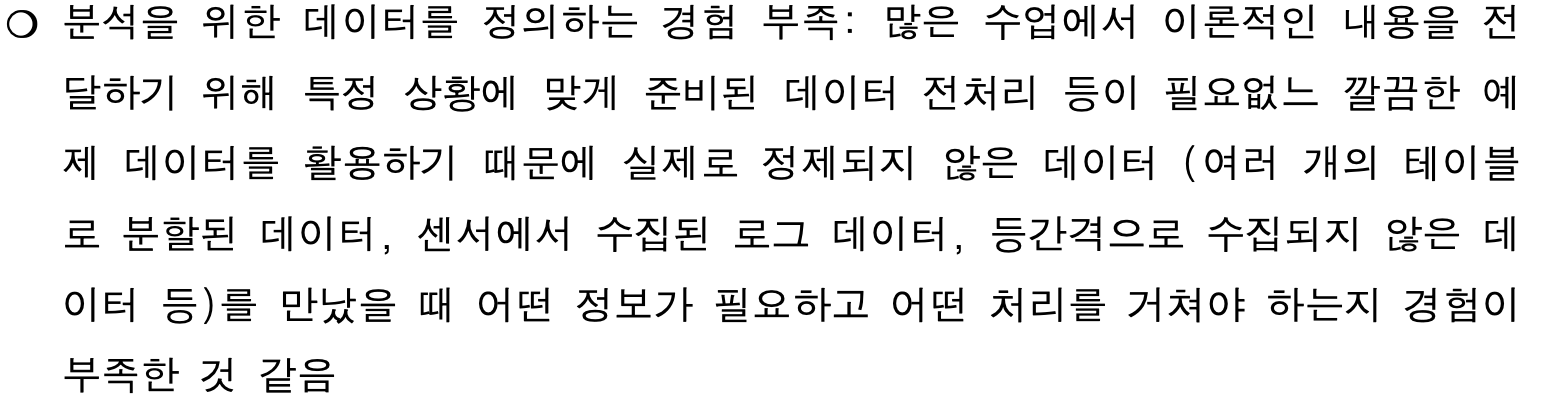 ❍ 분석을 위한 데이터를 정의하는 경험 부족: 많은 수업에서 이론적인 내용을 전
달하기 위해 특정 상황에 맞게 준비된 데이터 전처리 등이 필요없느 깔끔한 예
제 데이터를 활용하기 때문에 실제로 정제되지 않은 데이터 (여러 개의 테이블
로 분할된 데이터, 센서에서 수집된 로그 데이터, 등간격으로 수집되지 않은 데
이터 등)를 만났을 때 어떤 정보가 필요하고 어떤 처리를 거쳐야 하는지 경험이
부족한 것 같음